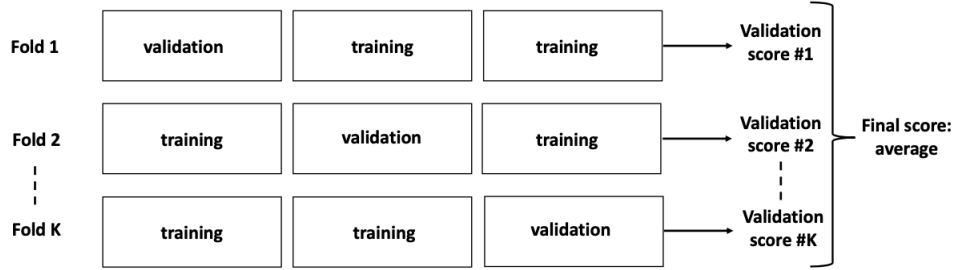 Fold 1
validation
training
training
Validation
score #1
Fold 2
training
validation
training
Validation
score #2
Final score:
average
Fold K
training
training
validation
Validation
score #K